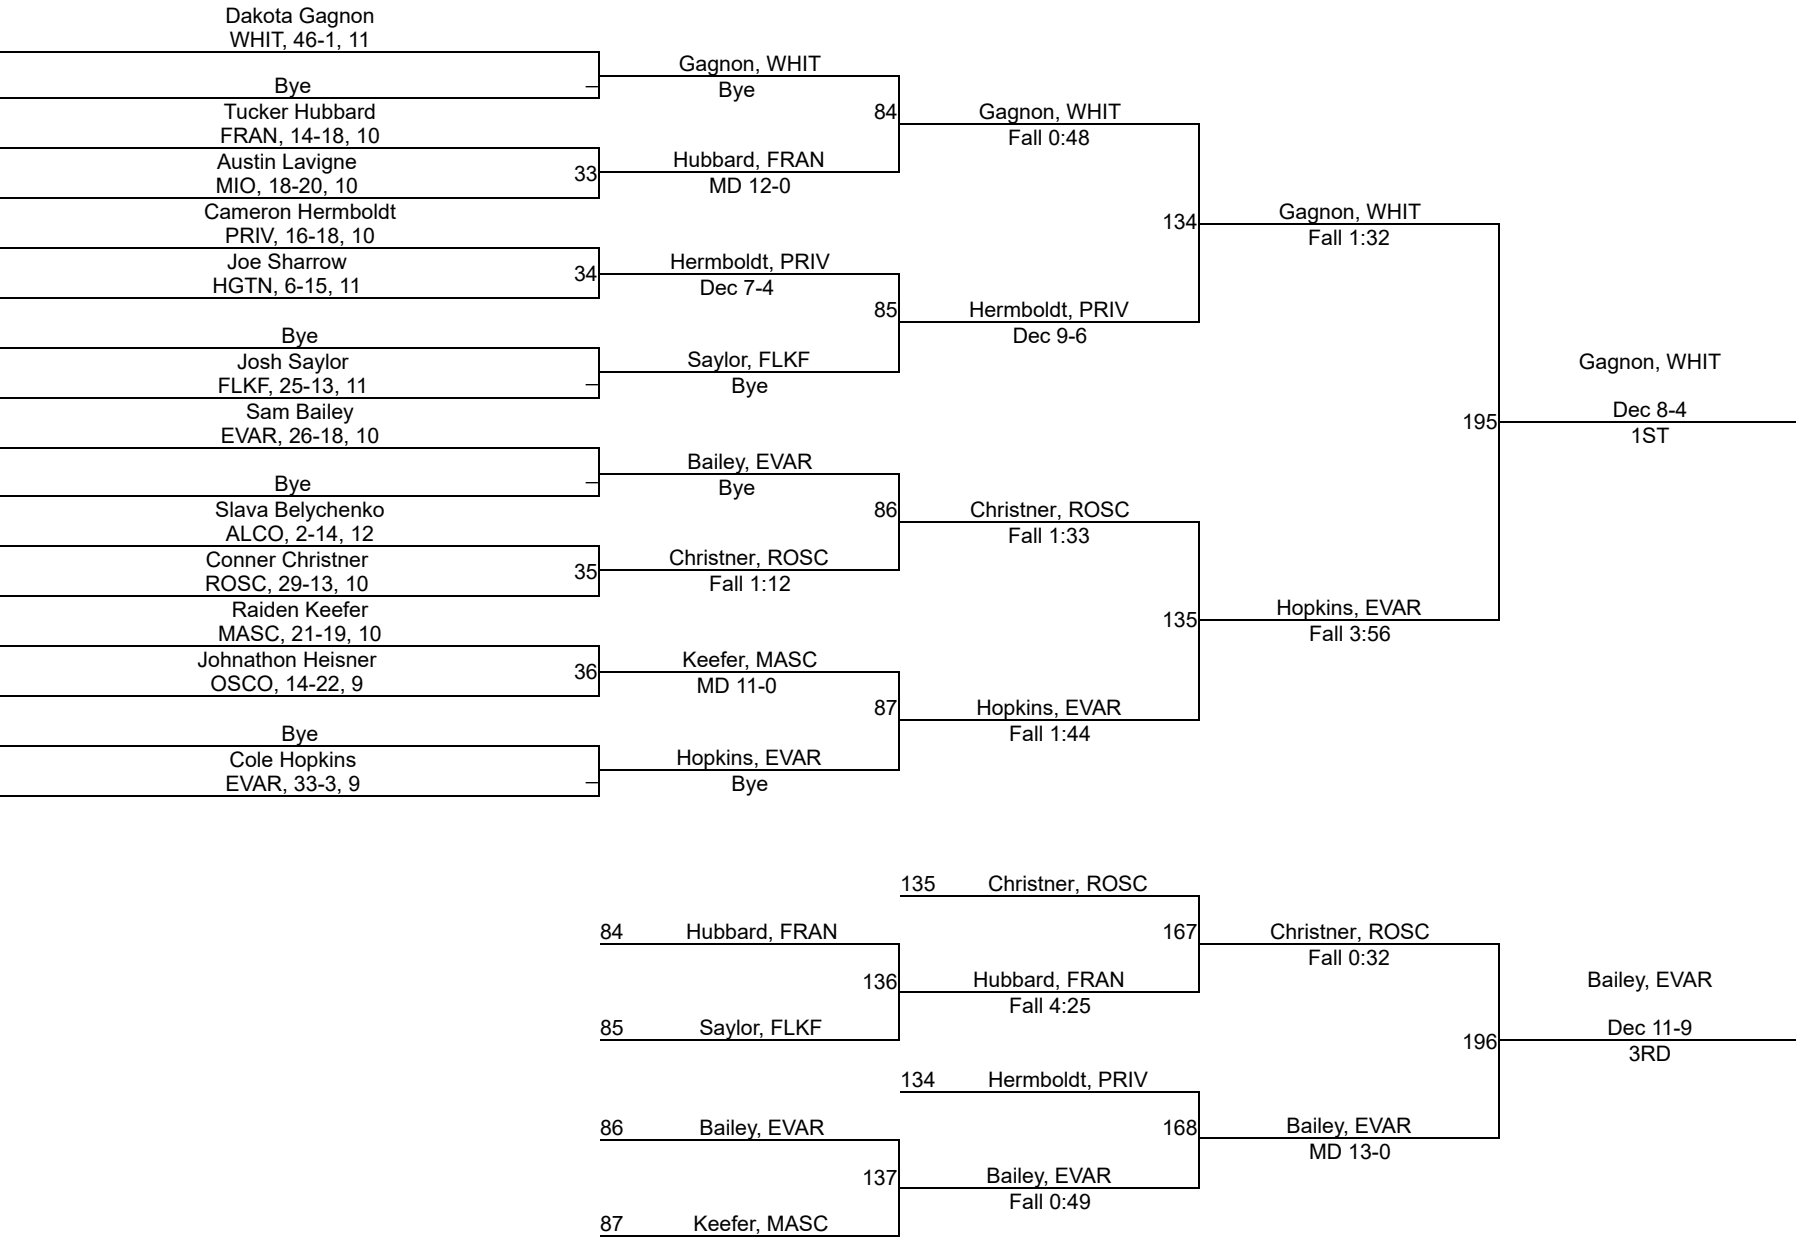 Dakota Gagnon
WHIT, 46-1, 11
Bye
–
Tucker Hubbard
FRAN, 14-18, 10
Austin Lavigne
MIO, 18-20, 10
33
Cameron Hermboldt
PRIV, 16-18, 10
Joe Sharrow
HGTN, 6-15, 11
34
Bye
Josh Saylor
FLKF, 25-13, 11
–
Sam Bailey
EVAR, 26-18, 10
Bye
–
Slava Belychenko
ALCO, 2-14, 12
Conner Christner
ROSC, 29-13, 10
35
Raiden Keefer
MASC, 21-19, 10
Johnathon Heisner
OSCO, 14-22, 9
36
Bye
Cole Hopkins
EVAR, 33-3, 9
–
Gagnon, WHIT
Bye
84
Hubbard, FRAN
MD 12-0
Hermboldt, PRIV
Dec 7-4
85
Saylor, FLKF
Bye
Bailey, EVAR
Bye
86
Christner, ROSC
Fall 1:12
Keefer, MASC
MD 11-0
87
Hopkins, EVAR
Bye
Gagnon, WHIT
Fall 0:48
134
Hermboldt, PRIV
Dec 9-6
Christner, ROSC
Fall 1:33
135
Hopkins, EVAR
Fall 1:44
Gagnon, WHIT
Fall 1:32
195
Hopkins, EVAR
Fall 3:56
Gagnon, WHIT
Dec 8-4
1ST
135 Christner, ROSC
84 Hubbard, FRAN
136
85 Saylor, FLKF
Hubbard, FRAN
Fall 4:25
167
134 Hermboldt, PRIV
86 Bailey, EVAR
137
87 Keefer, MASC
Bailey, EVAR
Fall 0:49
168
Christner, ROSC
Fall 0:32
196
Bailey, EVAR
MD 13-0
Bailey, EVAR
Dec 11-9
3RD